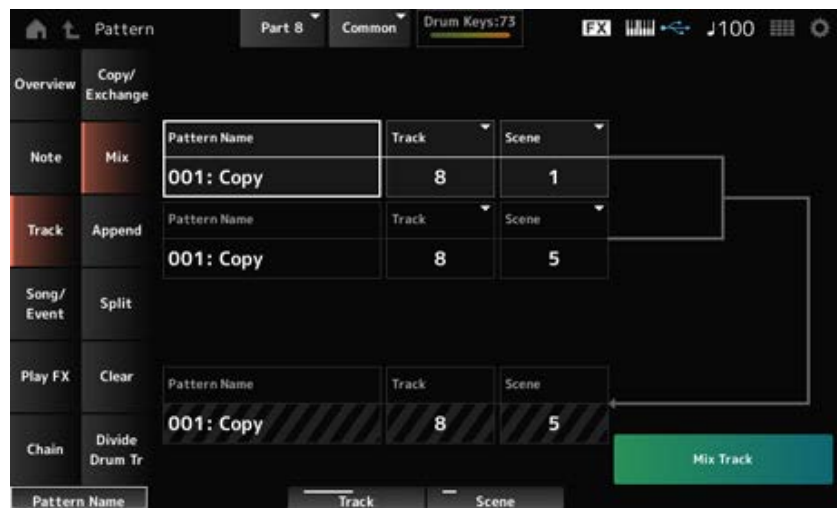 Pattern
Part 8
Common
Drum Keys:73
FX
♩100
Overview
Copy/
Exchange
Note
Mix
Track
Append
Song/
Event
Split
Play FX
Clear
Chain
Divide
Drum Tr
Pattern Name
Track
Scene
001: Copy
8
1
Pattern Name
Track
Scene
001: Copy
8
5
Pattern Name
Track
Scene
001: Copy
8
5
Mix Track
Pattern Name
Track
Scene